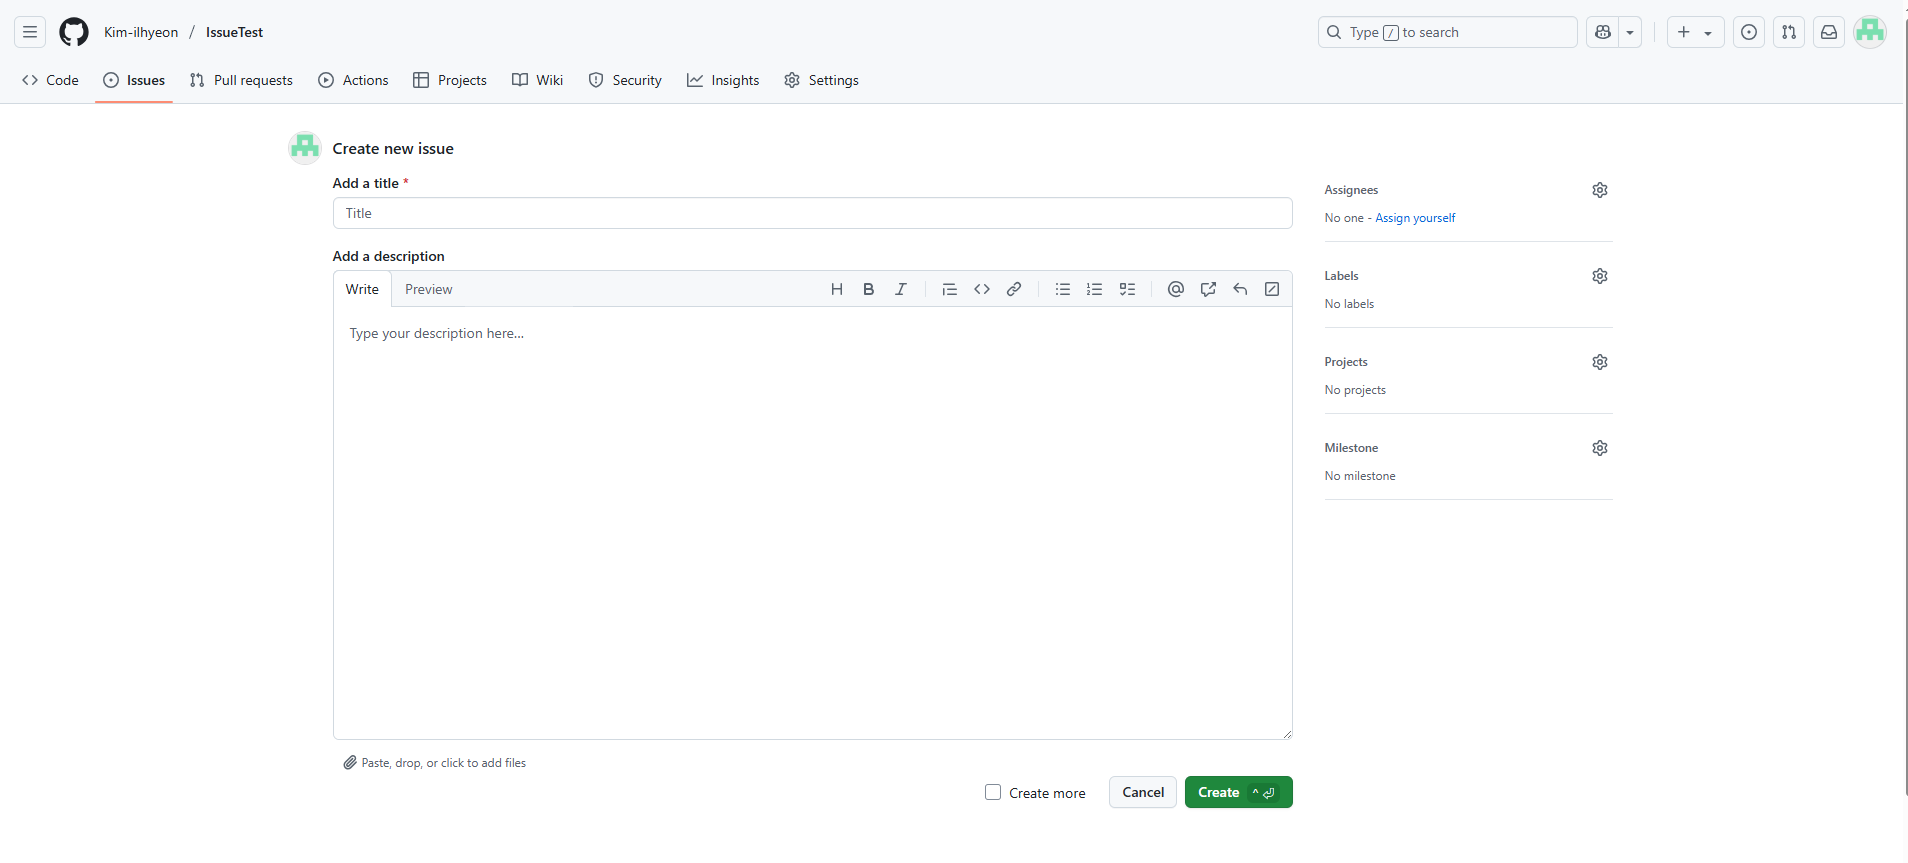 Kim-ilhyeon / IssueTest
Type / to search
Code Issues Pull requests Actions Projects Wiki Security Insights Settings
Create new issue
Add a title *
Title
Add a description
Write Preview
Type your description here...
Paste, drop, or click to add files
Create more Cancel Create ^ ⏎
Assignees
No one - Assign yourself
Labels
No labels
Projects
No projects
Milestone
No milestone